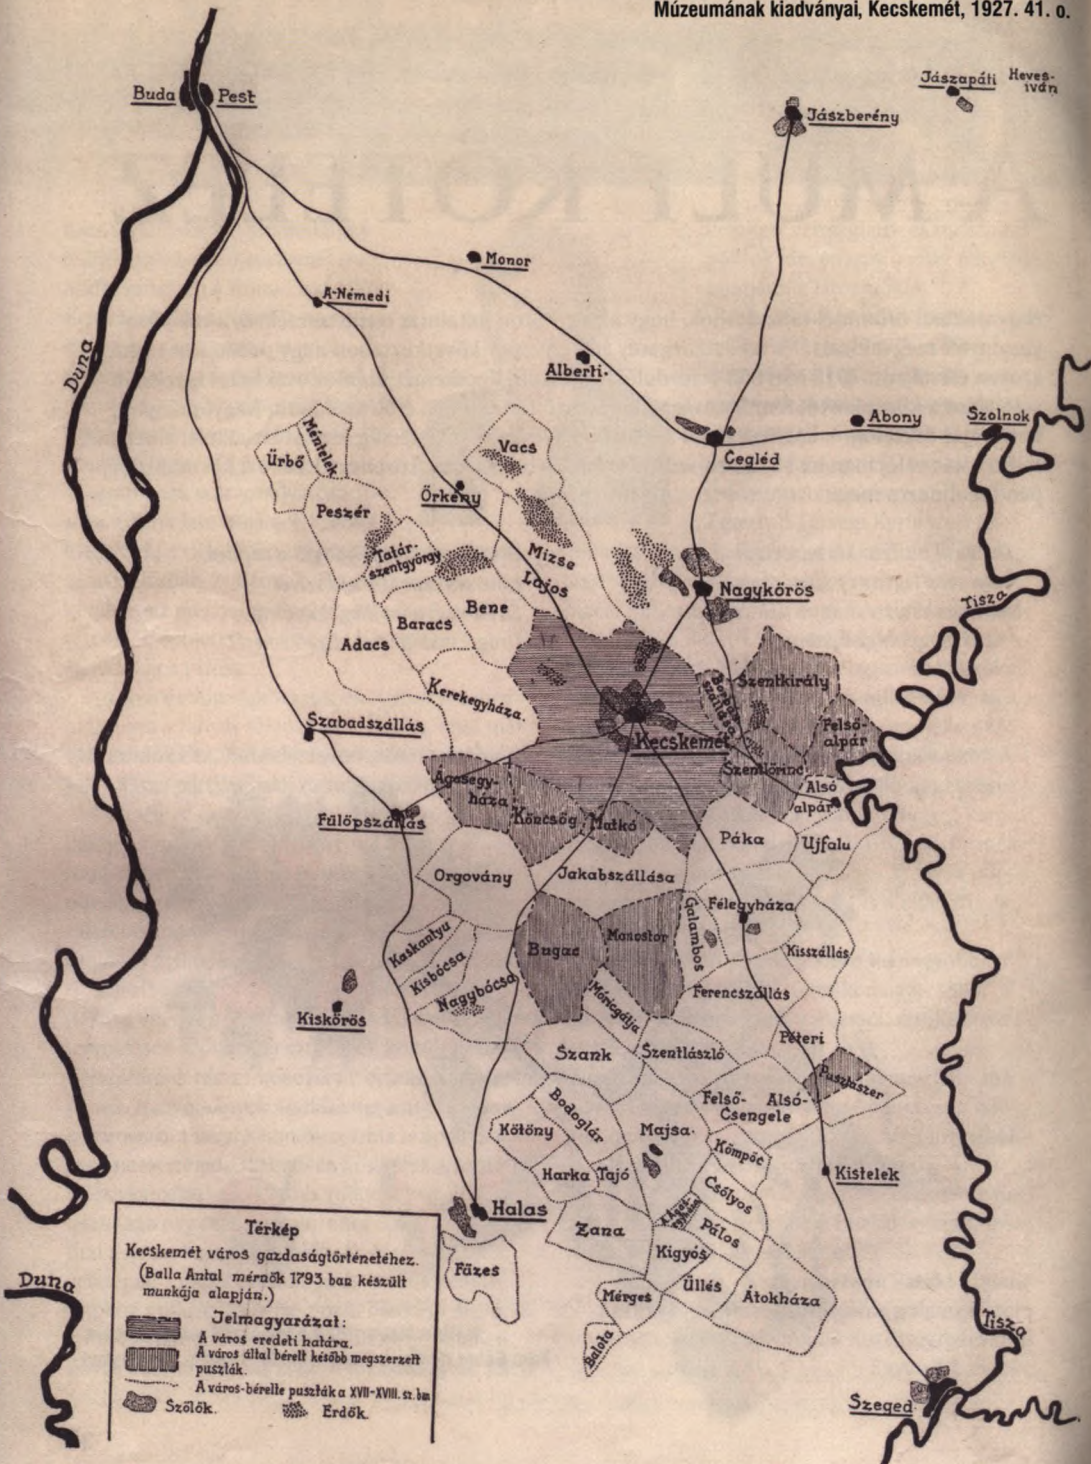 Múzeumának kiadványai, Kecskemét, 1927. 41. o.
Jászapáti
Heves-
iván
Buda
Pest
Jászberény
Monor
A-Némedi
Duna
Alberti.
Abony
Szolnok
Cegléd
Méntelek
Ürbő
Vacs
Örkény
Peszér
Tatár-
szentgyörgy
Mizse
Lajos
Nagykőrös
Tisza
Bene
Baracs
Adacs
Kerekegyháza.
Borbás-
szállása
Szentkirály
Felső-
alpár
Szabadszállás
Kecskemét
Szentlőrinc
Alsó
alpár
Ágasegy-
háza
Köncsög
Matkó
Fülöpszállás
Páka
Ujfalu
Orgovány
Jakabszállása
Félegyháza
Galambos
Kaskantyu
Kisbócsa
Nagybócsa
Bugac
Monostor
Kisszállás
Móricgátja
Ferencszállás
Kiskőrös
Péteri
Szank
Szentlászló
Pusztaszer
Felső- Alsó-
Csengele
Bodoglár
Kötöny
Majsa.
Kömpöc
Harka
Tajó
Kistelek
Csólyos
Halas
Zana
Pálos
Kigyós
Füzes
Üllés
Mérges
Átokháza
Balota
Duna
Tisza
Szeged
Térkép
Kecskemét város gazdaságtörténetéhez.
(Balla Antal mérnök 1793. ban készült
munkája alapján.)
Jelmagyarázat:
A város eredeti határa.
A város által bérelt később megszerzett
puszták.
A város-bérelte puszták a XVII-XVIII. sz. ban
Szőlők.
Erdők.